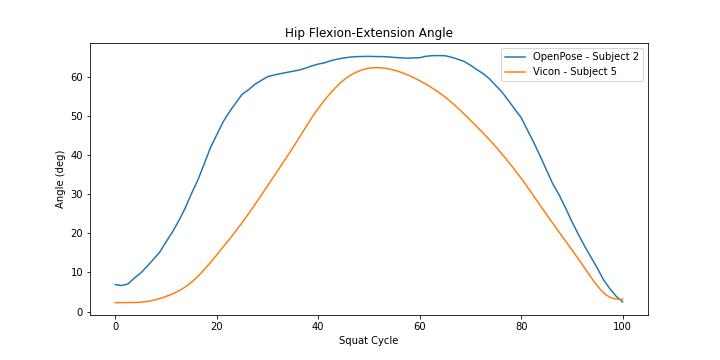 Hip Flexion-Extension Angle
OpenPose - Subject 2
Vicon - Subject 5
Angle (deg)
60
50
40
30
20
10
0
0 20 40 60 80 100
Squat Cycle